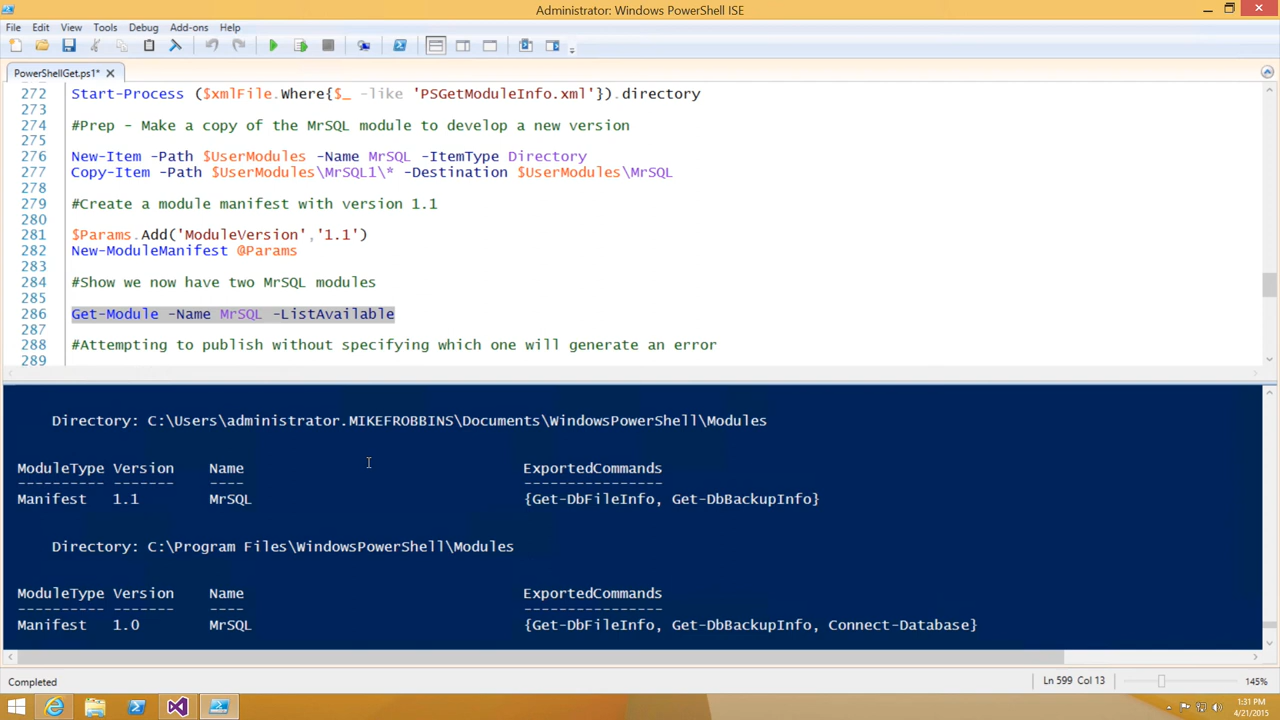 Administrator: Windows PowerShell ISE
File Edit View Tools Debug Add-ons Help
PowerShellGet.ps1*
272 Start-Process ($xmlFile.Where{$_ -like 'PSGetModuleInfo.xml'}).directory
273
274 #Prep - Make a copy of the MrSQL module to develop a new version
275
276 New-Item -Path $UserModules -Name MrSQL -ItemType Directory
277 Copy-Item -Path $UserModules\MrSQL1\* -Destination $UserModules\MrSQL
278
279 #Create a module manifest with version 1.1
280
281 $Params.Add('ModuleVersion','1.1')
282 New-ModuleManifest @Params
283
284 #Show we now have two MrSQL modules
285
286 Get-Module -Name MrSQL -ListAvailable
287
288 #Attempting to publish without specifying which one will generate an error
289
Directory: C:\Users\administrator.MIKEFROBBINS\Documents\WindowsPowerShell\Modules
ModuleType Version Name ExportedCommands
---------- ------- ---- ----------------
Manifest 1.1 MrSQL {Get-DbFileInfo, Get-DbBackupInfo}
Directory: C:\Program Files\WindowsPowerShell\Modules
ModuleType Version Name ExportedCommands
---------- ------- ---- ----------------
Manifest 1.0 MrSQL {Get-DbFileInfo, Get-DbBackupInfo, Connect-Database}
Completed
Ln 599 Col 13
145%
1:31 PM
4/21/2015